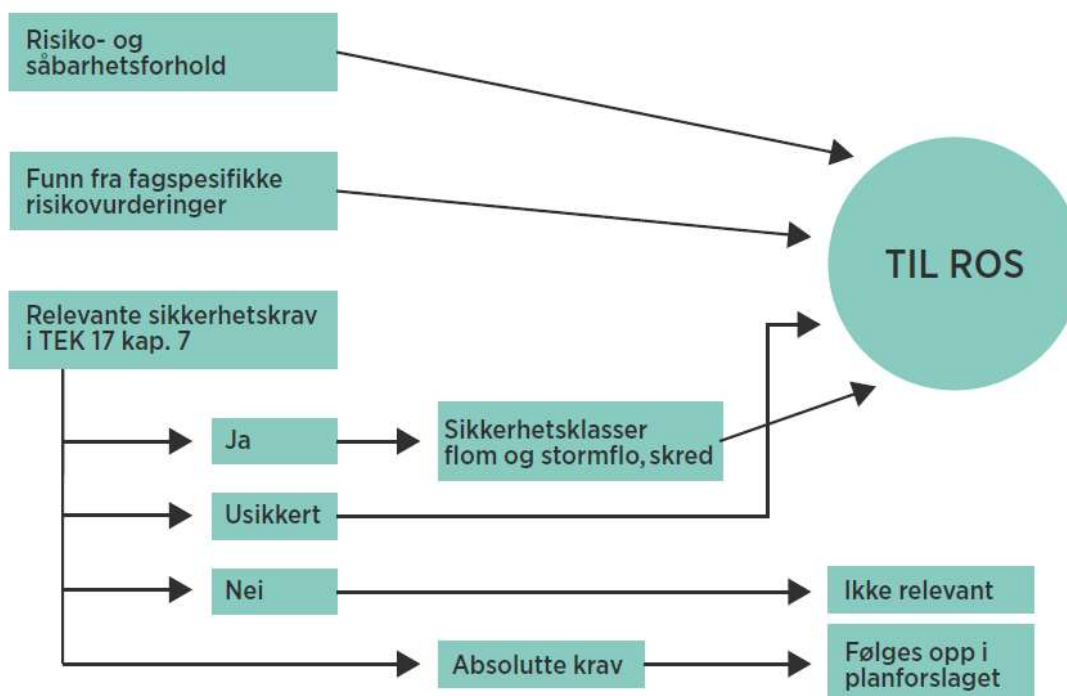 Risiko- og
såbarhetsforhold
Funn fra fagspesifikke
risikovurderinger
TIL ROS
Relevante sikkerhetskrav
i TEK 17 kap. 7
Ja
Sikkerhetsklasser
flom og stormflo, skred
Usikkert
Nei
Ikke relevant
Absolutte krav
Følges opp i
planforslaget